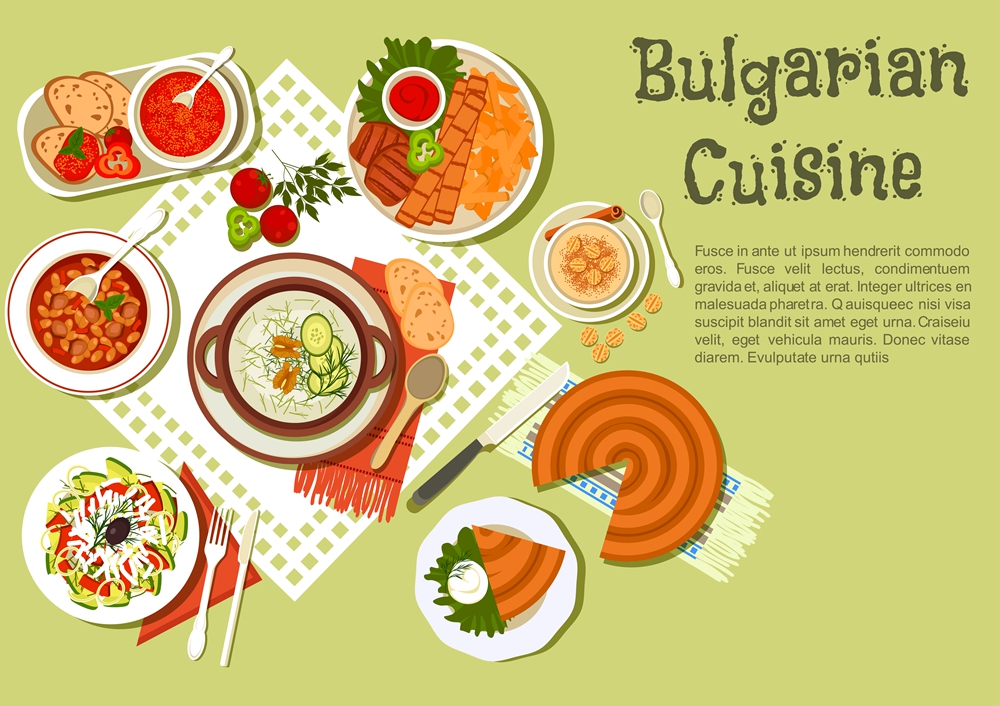 Bulgarian
Cuisine
Fusce in ante ut ipsum hendrerit commodo
eros. Fusce velit lectus, condimentuem
gravida et, aliquet at erat. Integer ultrices en
malesuada pharetra. Q auisqueec nisi visa
suscipit blandit sit amet eget urna. Craiseiu
velit, eget vehicula mauris. Donec vitase
diarem. Evulputate urna qutiis